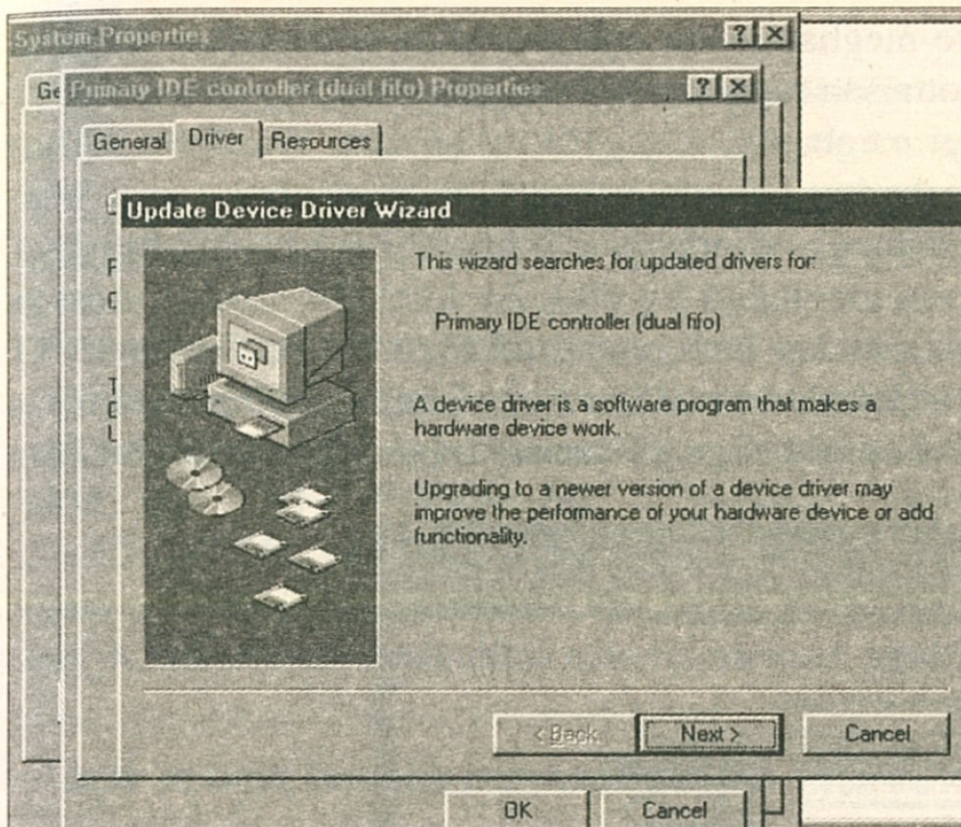 System Properties
Ge
Primary IDE controller (dual fifo) Properties
General Driver Resources
Update Device Driver Wizard
This wizard searches for updated drivers for:
Primary IDE controller (dual fifo)
A device driver is a software program that makes a
hardware device work.
Upgrading to a newer version of a device driver may
improve the performance of your hardware device or add
functionality.
< Back Next > Cancel
OK Cancel